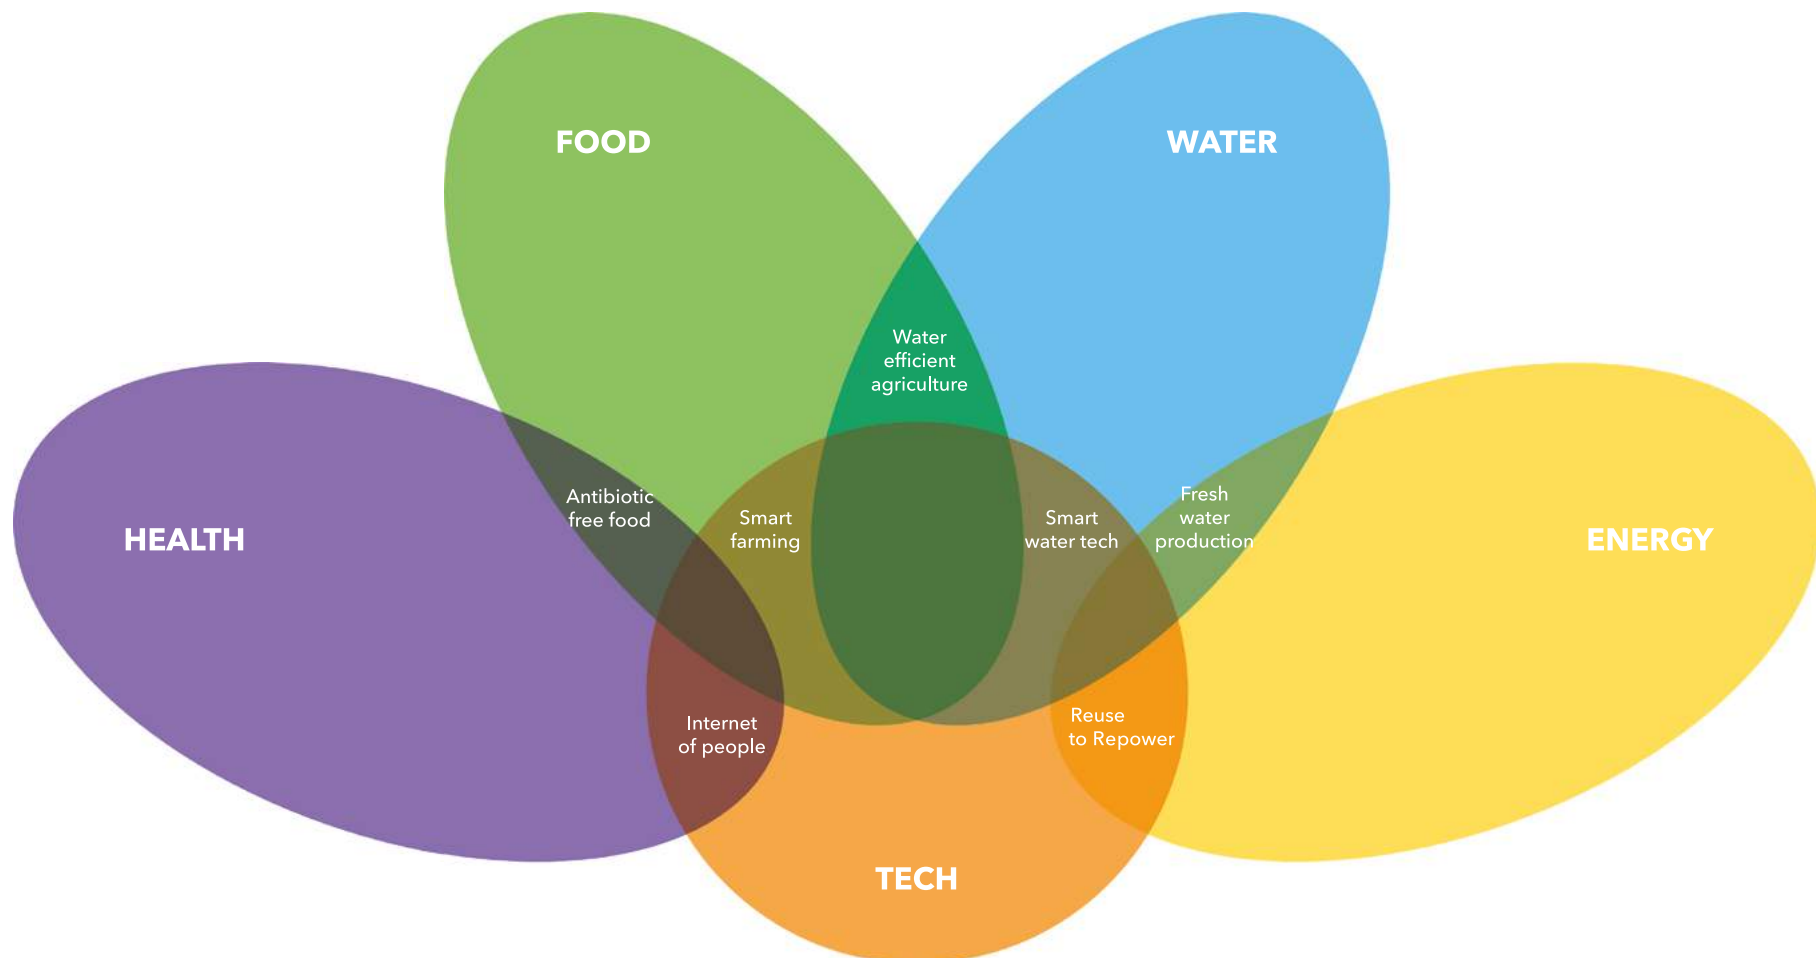 FOOD
WATER
Water
efficient
agriculture
HEALTH
Antibiotic
free food
Smart
farming
Smart
water tech
Fresh
water
production
ENERGY
Internet
of people
Reuse
to Repower
TECH